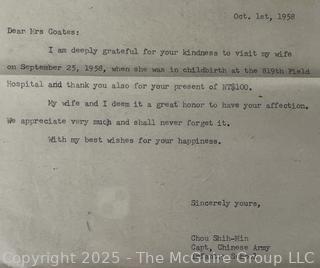 Oct. 1st, 1958
Dear Mrs Coates:
I am deeply grateful for your kindness to visit my wife
on September 25, 1958, when she was in childbirth at the 819th Field
Hospital and thank you also for your present of NT$100.
My wife and I deem it a great honor to have your affection.
We appreciate very much and shall never forget it.
With my best wishes for your happiness.
Sincerely yours,
Chou Shih-Min
Capt, Chinese Army
Copyright 2025 - The McGuire Group LLC